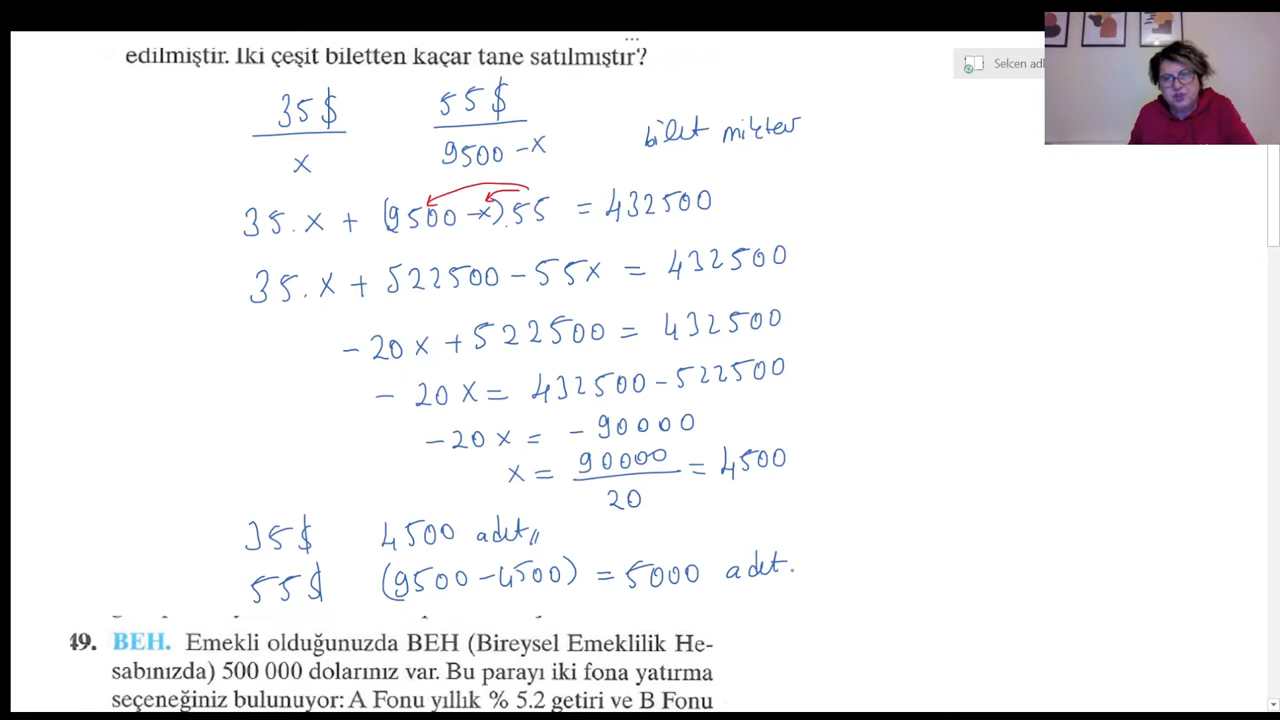 edilmiştir. İki çeşit biletten kaçar tane satılmıştır?
Selcen adl
35$ 55$
x 9500 - x bilet miktar
35.x + (9500 - x).55 = 432500
35.x + 522500 - 55x = 432500
- 20x + 522500 = 432500
- 20x = 432500 - 522500
- 20x = - 90000
x = 90000/20 = 4500
35$ 4500 adet //
55$ (9500 - 4500) = 5000 adet.
49. BEH. Emekli olduğunuzda BEH (Bireysel Emeklilik He-
sabınızda) 500 000 dolarınız var. Bu parayı iki fona yatırma
seçeneğiniz bulunuyor: A Fonu yıllık % 5.2 getiri ve B Fonu